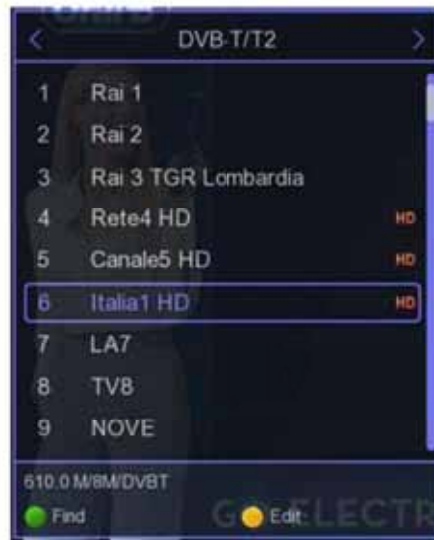 DVB-T/T2
1 Rai 1
2 Rai 2
3 Rai 3 TGR Lombardia
4 Rete4 HD HD
5 Canale5 HD HD
6 Italia1 HD HD
7 LA7
8 TV8
9 NOVE
610.0 M/8M/DVBT
Find Edit